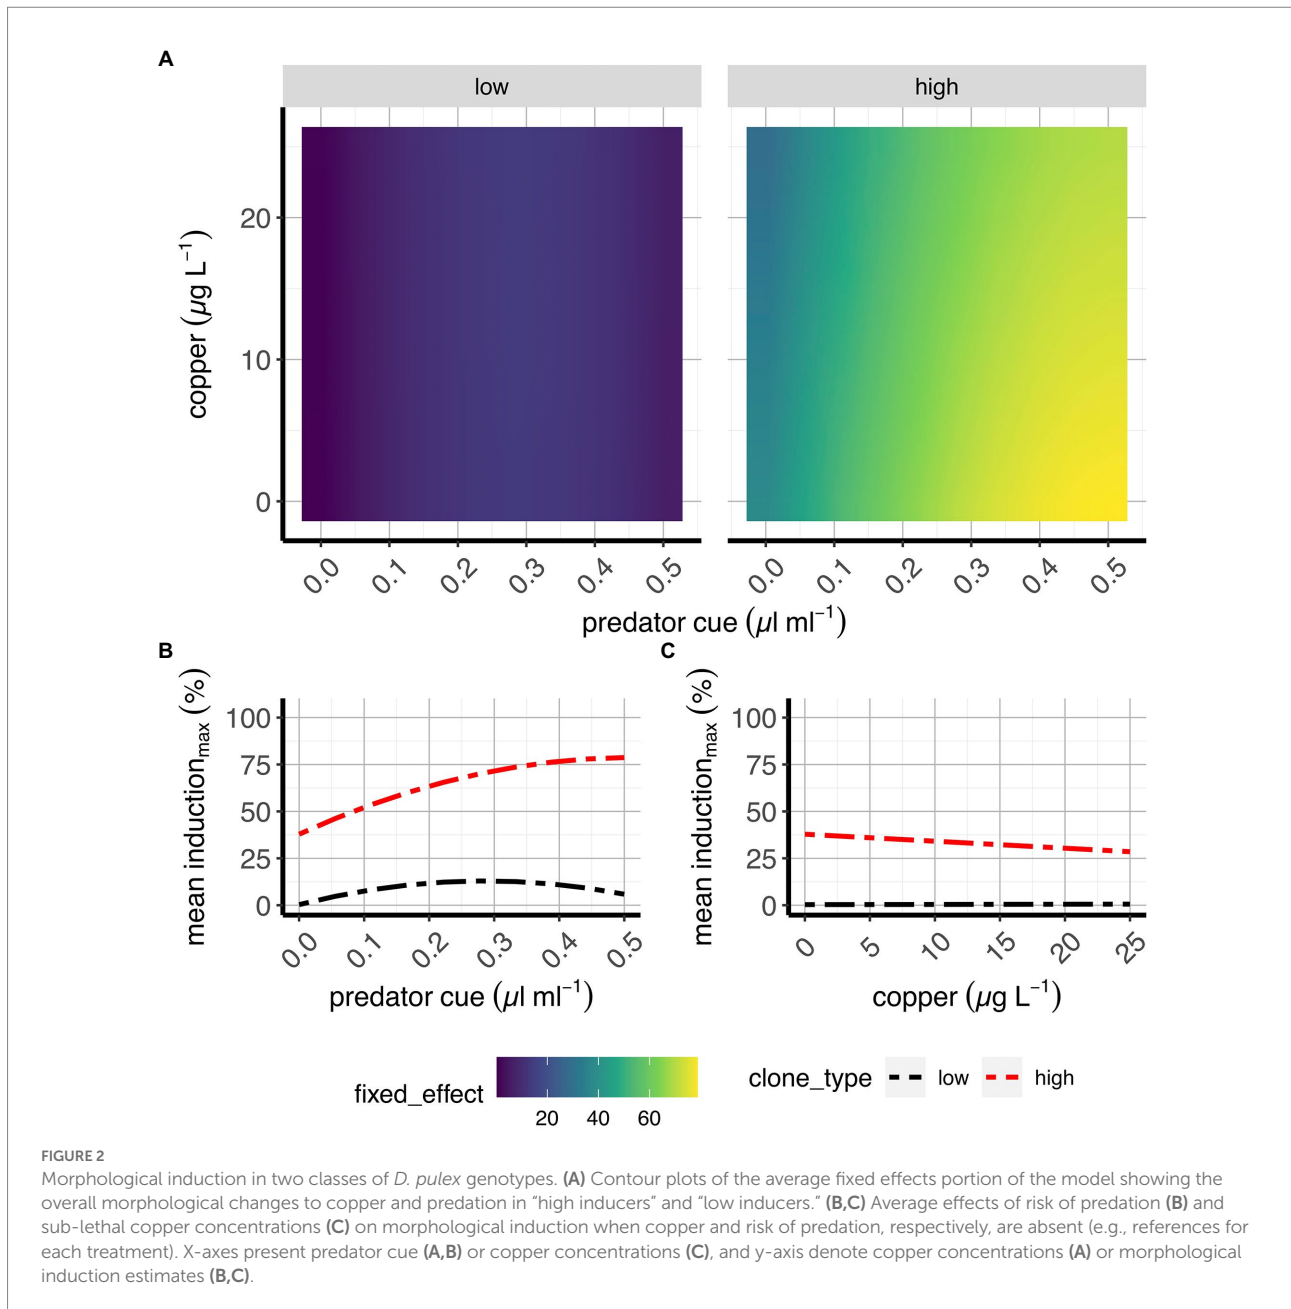 A
low
high
copper (µg L⁻¹)
20
10
0
0.0 0.1 0.2 0.3 0.4 0.5
0.0 0.1 0.2 0.3 0.4 0.5
predator cue (µl ml⁻¹)
B
mean induction_max (%)
100
75
50
25
0
0.0 0.1 0.2 0.3 0.4 0.5
predator cue (µl ml⁻¹)
C
mean induction_max (%)
100
75
50
25
0
0 5 10 15 20 25
copper (µg L⁻¹)
fixed_effect
20 40 60
clone_type low high
FIGURE 2
Morphological induction in two classes of D. pulex genotypes. (A) Contour plots of the average fixed effects portion of the model showing the
overall morphological changes to copper and predation in “high inducers” and “low inducers.” (B,C) Average effects of risk of predation (B) and
sub-lethal copper concentrations (C) on morphological induction when copper and risk of predation, respectively, are absent (e.g., references for
each treatment). X-axes present predator cue (A,B) or copper concentrations (C), and y-axis denote copper concentrations (A) or morphological
induction estimates (B,C).